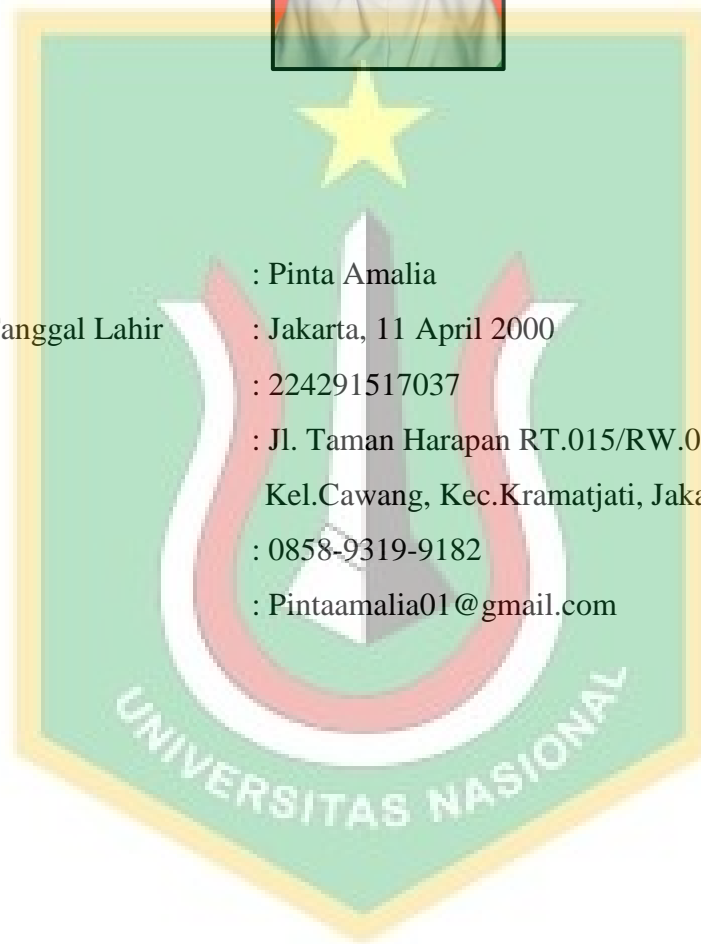 : Pinta Amalia
anggal Lahir : Jakarta, 11 April 2000
: 224291517037
: Jl. Taman Harapan RT.015/RW.0
Kel.Cawang, Kec.Kramatjati, Jaka
: 0858-9319-9182
: Pintaamalia01@gmail.com
UNIVERSITAS NASIONAL